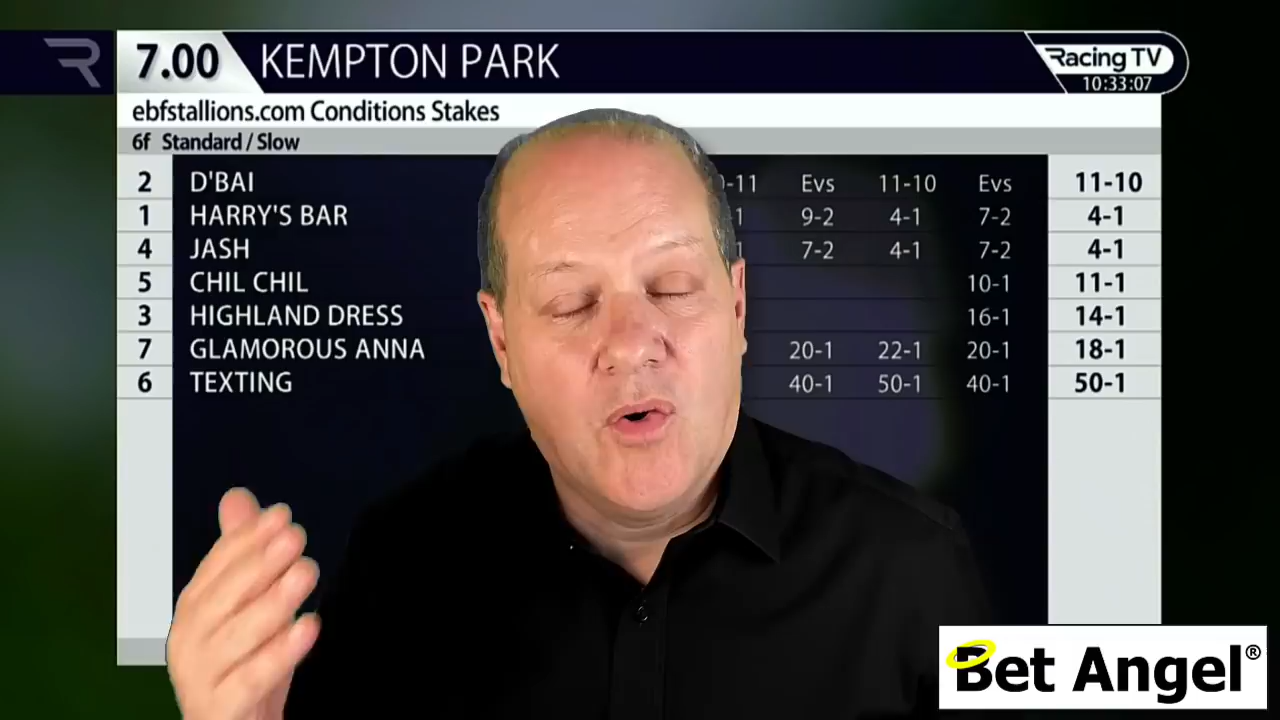 7.00 KEMPTON PARK
Racing TV
10:33:07
ebfstallions.com Conditions Stakes
6f Standard / Slow
2 D'BAI Evs 11-10 Evs 11-10
1 HARRY'S BAR 9-2 4-1 7-2 4-1
4 JASH 7-2 4-1 7-2 4-1
5 CHIL CHIL 10-1 11-1
3 HIGHLAND DRESS 16-1 14-1
7 GLAMOROUS ANNA 20-1 22-1 20-1 18-1
6 TEXTING 40-1 50-1 40-1 50-1
Bet Angel®